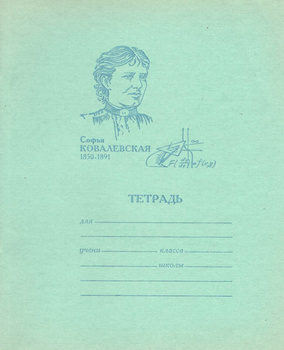 Софья
КОВАЛЕВСКАЯ
1850-1891
ТЕТРАДЬ
для
учени класса
школы